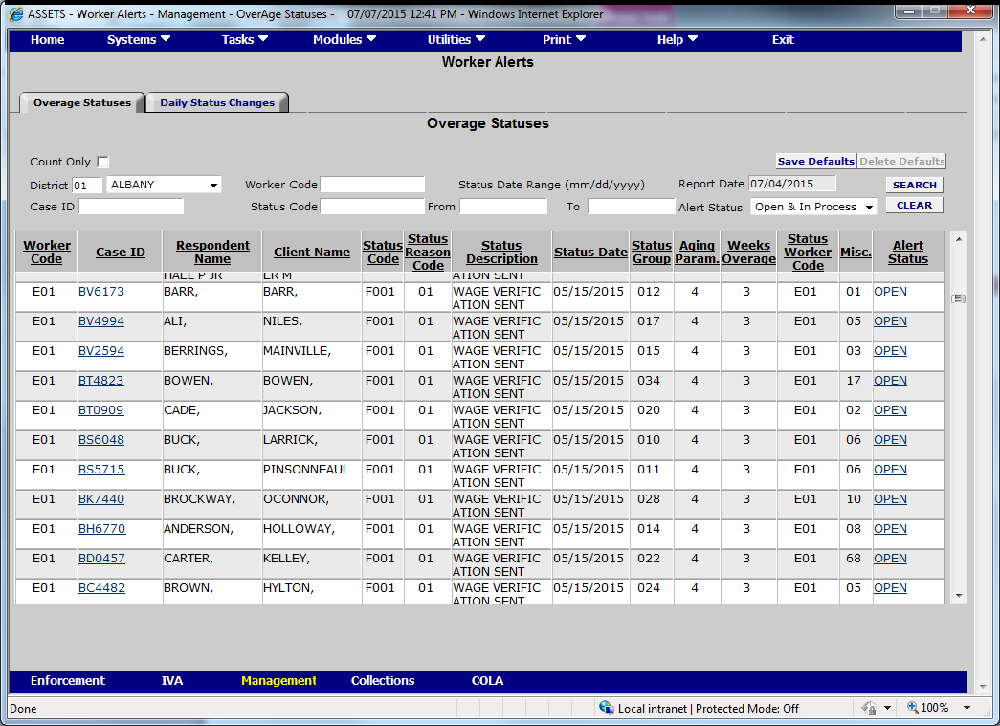 ASSETS - Worker Alerts - Management - OverAge Statuses - 07/07/2015 12:41 PM - Windows Internet Explorer
Home Systems Tasks Modules Utilities Print Help Exit
Worker Alerts
Overage Statuses Daily Status Changes
Overage Statuses
Count Only Save Defaults Delete Defaults
District 01 ALBANY Worker Code Status Date Range (mm/dd/yyyy) Report Date 07/04/2015 SEARCH
Case ID Status Code From To Alert Status Open & In Process CLEAR
Worker Code Case ID Respondent Name Client Name Status Code Status Reason Code Status Description Status Date Status Group Aging Param. Weeks Overage Status Worker Code Misc. Alert Status
HAEL P JR ER M ATION SENT
E01 BV6173 BARR, BARR, F001 01 WAGE VERIFIC 05/15/2015 012 4 3 E01 01 OPEN
ATION SENT
E01 BV4994 ALI, NILES. F001 01 WAGE VERIFIC 05/15/2015 017 4 3 E01 05 OPEN
ATION SENT
E01 BV2594 BERRINGS, MAINVILLE, F001 01 WAGE VERIFIC 05/15/2015 015 4 3 E01 03 OPEN
ATION SENT
E01 BT4823 BOWEN, BOWEN, F001 01 WAGE VERIFIC 05/15/2015 034 4 3 E01 17 OPEN
ATION SENT
E01 BT0909 CADE, JACKSON, F001 01 WAGE VERIFIC 05/15/2015 020 4 3 E01 02 OPEN
ATION SENT
E01 BS6048 BUCK, LARRICK, F001 01 WAGE VERIFIC 05/15/2015 010 4 3 E01 06 OPEN
ATION SENT
E01 BS5715 BUCK, PINSONNEAUL F001 01 WAGE VERIFIC 05/15/2015 011 4 3 E01 06 OPEN
ATION SENT
E01 BK7440 BROCKWAY, OCONNOR, F001 01 WAGE VERIFIC 05/15/2015 028 4 3 E01 10 OPEN
ATION SENT
E01 BH6770 ANDERSON, HOLLOWAY, F001 01 WAGE VERIFIC 05/15/2015 014 4 3 E01 08 OPEN
ATION SENT
E01 BD0457 CARTER, KELLEY, F001 01 WAGE VERIFIC 05/15/2015 022 4 3 E01 68 OPEN
ATION SENT
E01 BC4482 BROWN, HYLTON, F001 01 WAGE VERIFIC 05/15/2015 024 4 3 E01 05 OPEN
ATION SENT
Enforcement IVA Management Collections COLA
Done Local intranet | Protected Mode: Off 100%